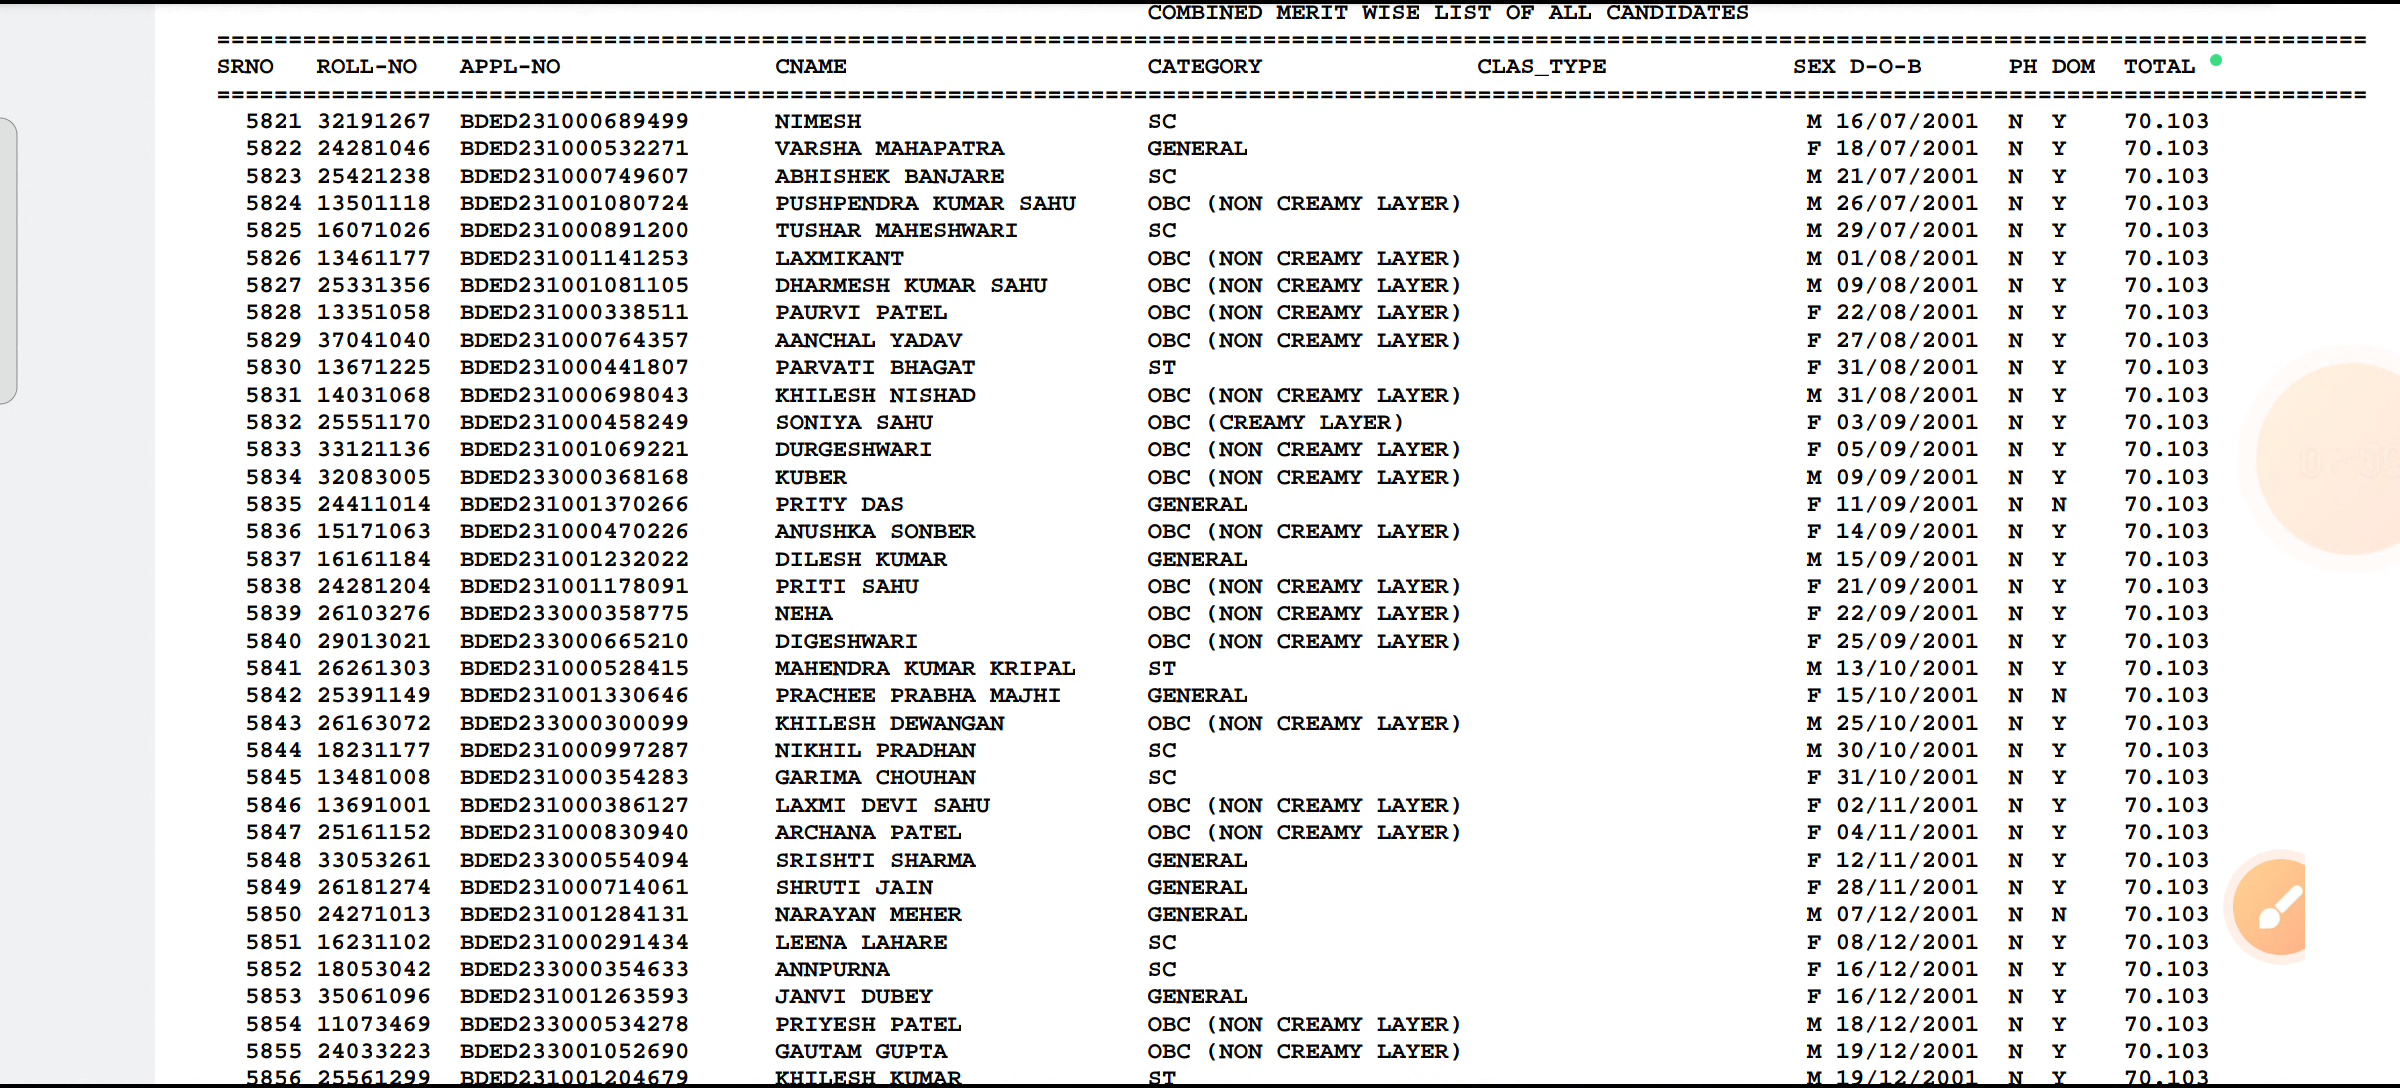 COMBINED MERIT WISE LIST OF ALL CANDIDATES
SRNO ROLL-NO APPL-NO CNAME CATEGORY CLAS_TYPE SEX D-O-B PH DOM TOTAL
5821 32191267 BDED231000689499 NIMESH SC M 16/07/2001 N Y 70.103
5822 24281046 BDED231000532271 VARSHA MAHAPATRA GENERAL F 18/07/2001 N Y 70.103
5823 25421238 BDED231000749607 ABHISHEK BANJARE SC M 21/07/2001 N Y 70.103
5824 13501118 BDED231001080724 PUSHPENDRA KUMAR SAHU OBC (NON CREAMY LAYER) M 26/07/2001 N Y 70.103
5825 16071026 BDED231000891200 TUSHAR MAHESHWARI SC M 29/07/2001 N Y 70.103
5826 13461177 BDED231001141253 LAXMIKANT OBC (NON CREAMY LAYER) M 01/08/2001 N Y 70.103
5827 25331356 BDED231001081105 DHARMESH KUMAR SAHU OBC (NON CREAMY LAYER) M 09/08/2001 N Y 70.103
5828 13351058 BDED231000338511 PAURVI PATEL OBC (NON CREAMY LAYER) F 22/08/2001 N Y 70.103
5829 37041040 BDED231000764357 AANCHAL YADAV OBC (NON CREAMY LAYER) F 27/08/2001 N Y 70.103
5830 13671225 BDED231000441807 PARVATI BHAGAT ST F 31/08/2001 N Y 70.103
5831 14031068 BDED231000698043 KHILESH NISHAD OBC (NON CREAMY LAYER) M 31/08/2001 N Y 70.103
5832 25551170 BDED231000458249 SONIYA SAHU OBC (CREAMY LAYER) F 03/09/2001 N Y 70.103
5833 33121136 BDED231001069221 DURGESHWARI OBC (NON CREAMY LAYER) F 05/09/2001 N Y 70.103
5834 32083005 BDED233000368168 KUBER OBC (NON CREAMY LAYER) M 09/09/2001 N Y 70.103
5835 24411014 BDED231001370266 PRITY DAS GENERAL F 11/09/2001 N N 70.103
5836 15171063 BDED231000470226 ANUSHKA SONBER OBC (NON CREAMY LAYER) F 14/09/2001 N Y 70.103
5837 16161184 BDED231001232022 DILESH KUMAR GENERAL M 15/09/2001 N Y 70.103
5838 24281204 BDED231001178091 PRITI SAHU OBC (NON CREAMY LAYER) F 21/09/2001 N Y 70.103
5839 26103276 BDED233000358775 NEHA OBC (NON CREAMY LAYER) F 22/09/2001 N Y 70.103
5840 29013021 BDED233000665210 DIGESHWARI OBC (NON CREAMY LAYER) F 25/09/2001 N Y 70.103
5841 26261303 BDED231000528415 MAHENDRA KUMAR KRIPAL ST M 13/10/2001 N Y 70.103
5842 25391149 BDED231001330646 PRACHEE PRABHA MAJHI GENERAL F 15/10/2001 N N 70.103
5843 26163072 BDED233000300099 KHILESH DEWANGAN OBC (NON CREAMY LAYER) M 25/10/2001 N Y 70.103
5844 18231177 BDED231000997287 NIKHIL PRADHAN SC M 30/10/2001 N Y 70.103
5845 13481008 BDED231000354283 GARIMA CHOUHAN SC F 31/10/2001 N Y 70.103
5846 13691001 BDED231000386127 LAXMI DEVI SAHU OBC (NON CREAMY LAYER) F 02/11/2001 N Y 70.103
5847 25161152 BDED231000830940 ARCHANA PATEL OBC (NON CREAMY LAYER) F 04/11/2001 N Y 70.103
5848 33053261 BDED233000554094 SRISHTI SHARMA GENERAL F 12/11/2001 N Y 70.103
5849 26181274 BDED231000714061 SHRUTI JAIN GENERAL F 28/11/2001 N Y 70.103
5850 24271013 BDED231001284131 NARAYAN MEHER GENERAL M 07/12/2001 N N 70.103
5851 16231102 BDED231000291434 LEENA LAHARE SC F 08/12/2001 N Y 70.103
5852 18053042 BDED233000354633 ANNPURNA SC F 16/12/2001 N Y 70.103
5853 35061096 BDED231001263593 JANVI DUBEY GENERAL F 16/12/2001 N Y 70.103
5854 11073469 BDED233000534278 PRIYESH PATEL OBC (NON CREAMY LAYER) M 18/12/2001 N Y 70.103
5855 24033223 BDED233001052690 GAUTAM GUPTA OBC (NON CREAMY LAYER) M 19/12/2001 N Y 70.103
5856 25561299 BDED231001204679 KHILESH KUMAR ST M 19/12/2001 N Y 70.103